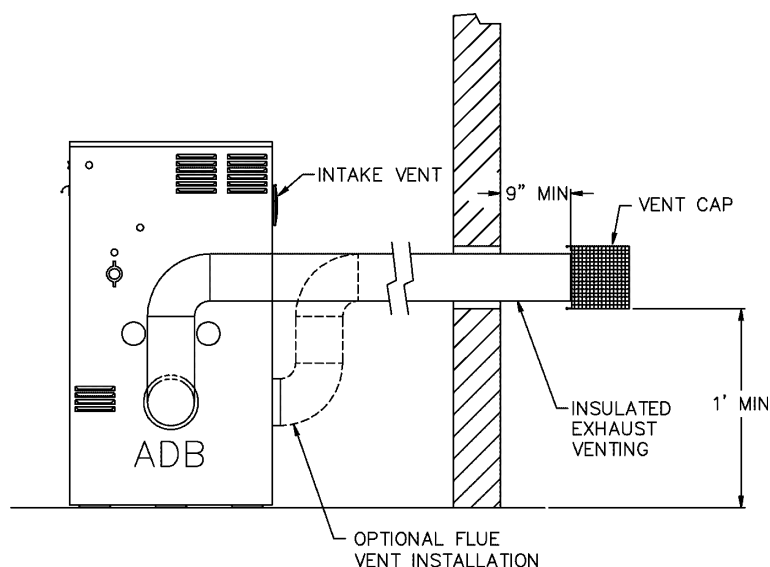 INTAKE VENT
9" MIN
VENT CAP
INSULATED
EXHAUST
VENTING
1' MIN
ADB
OPTIONAL FLUE
VENT INSTALLATION